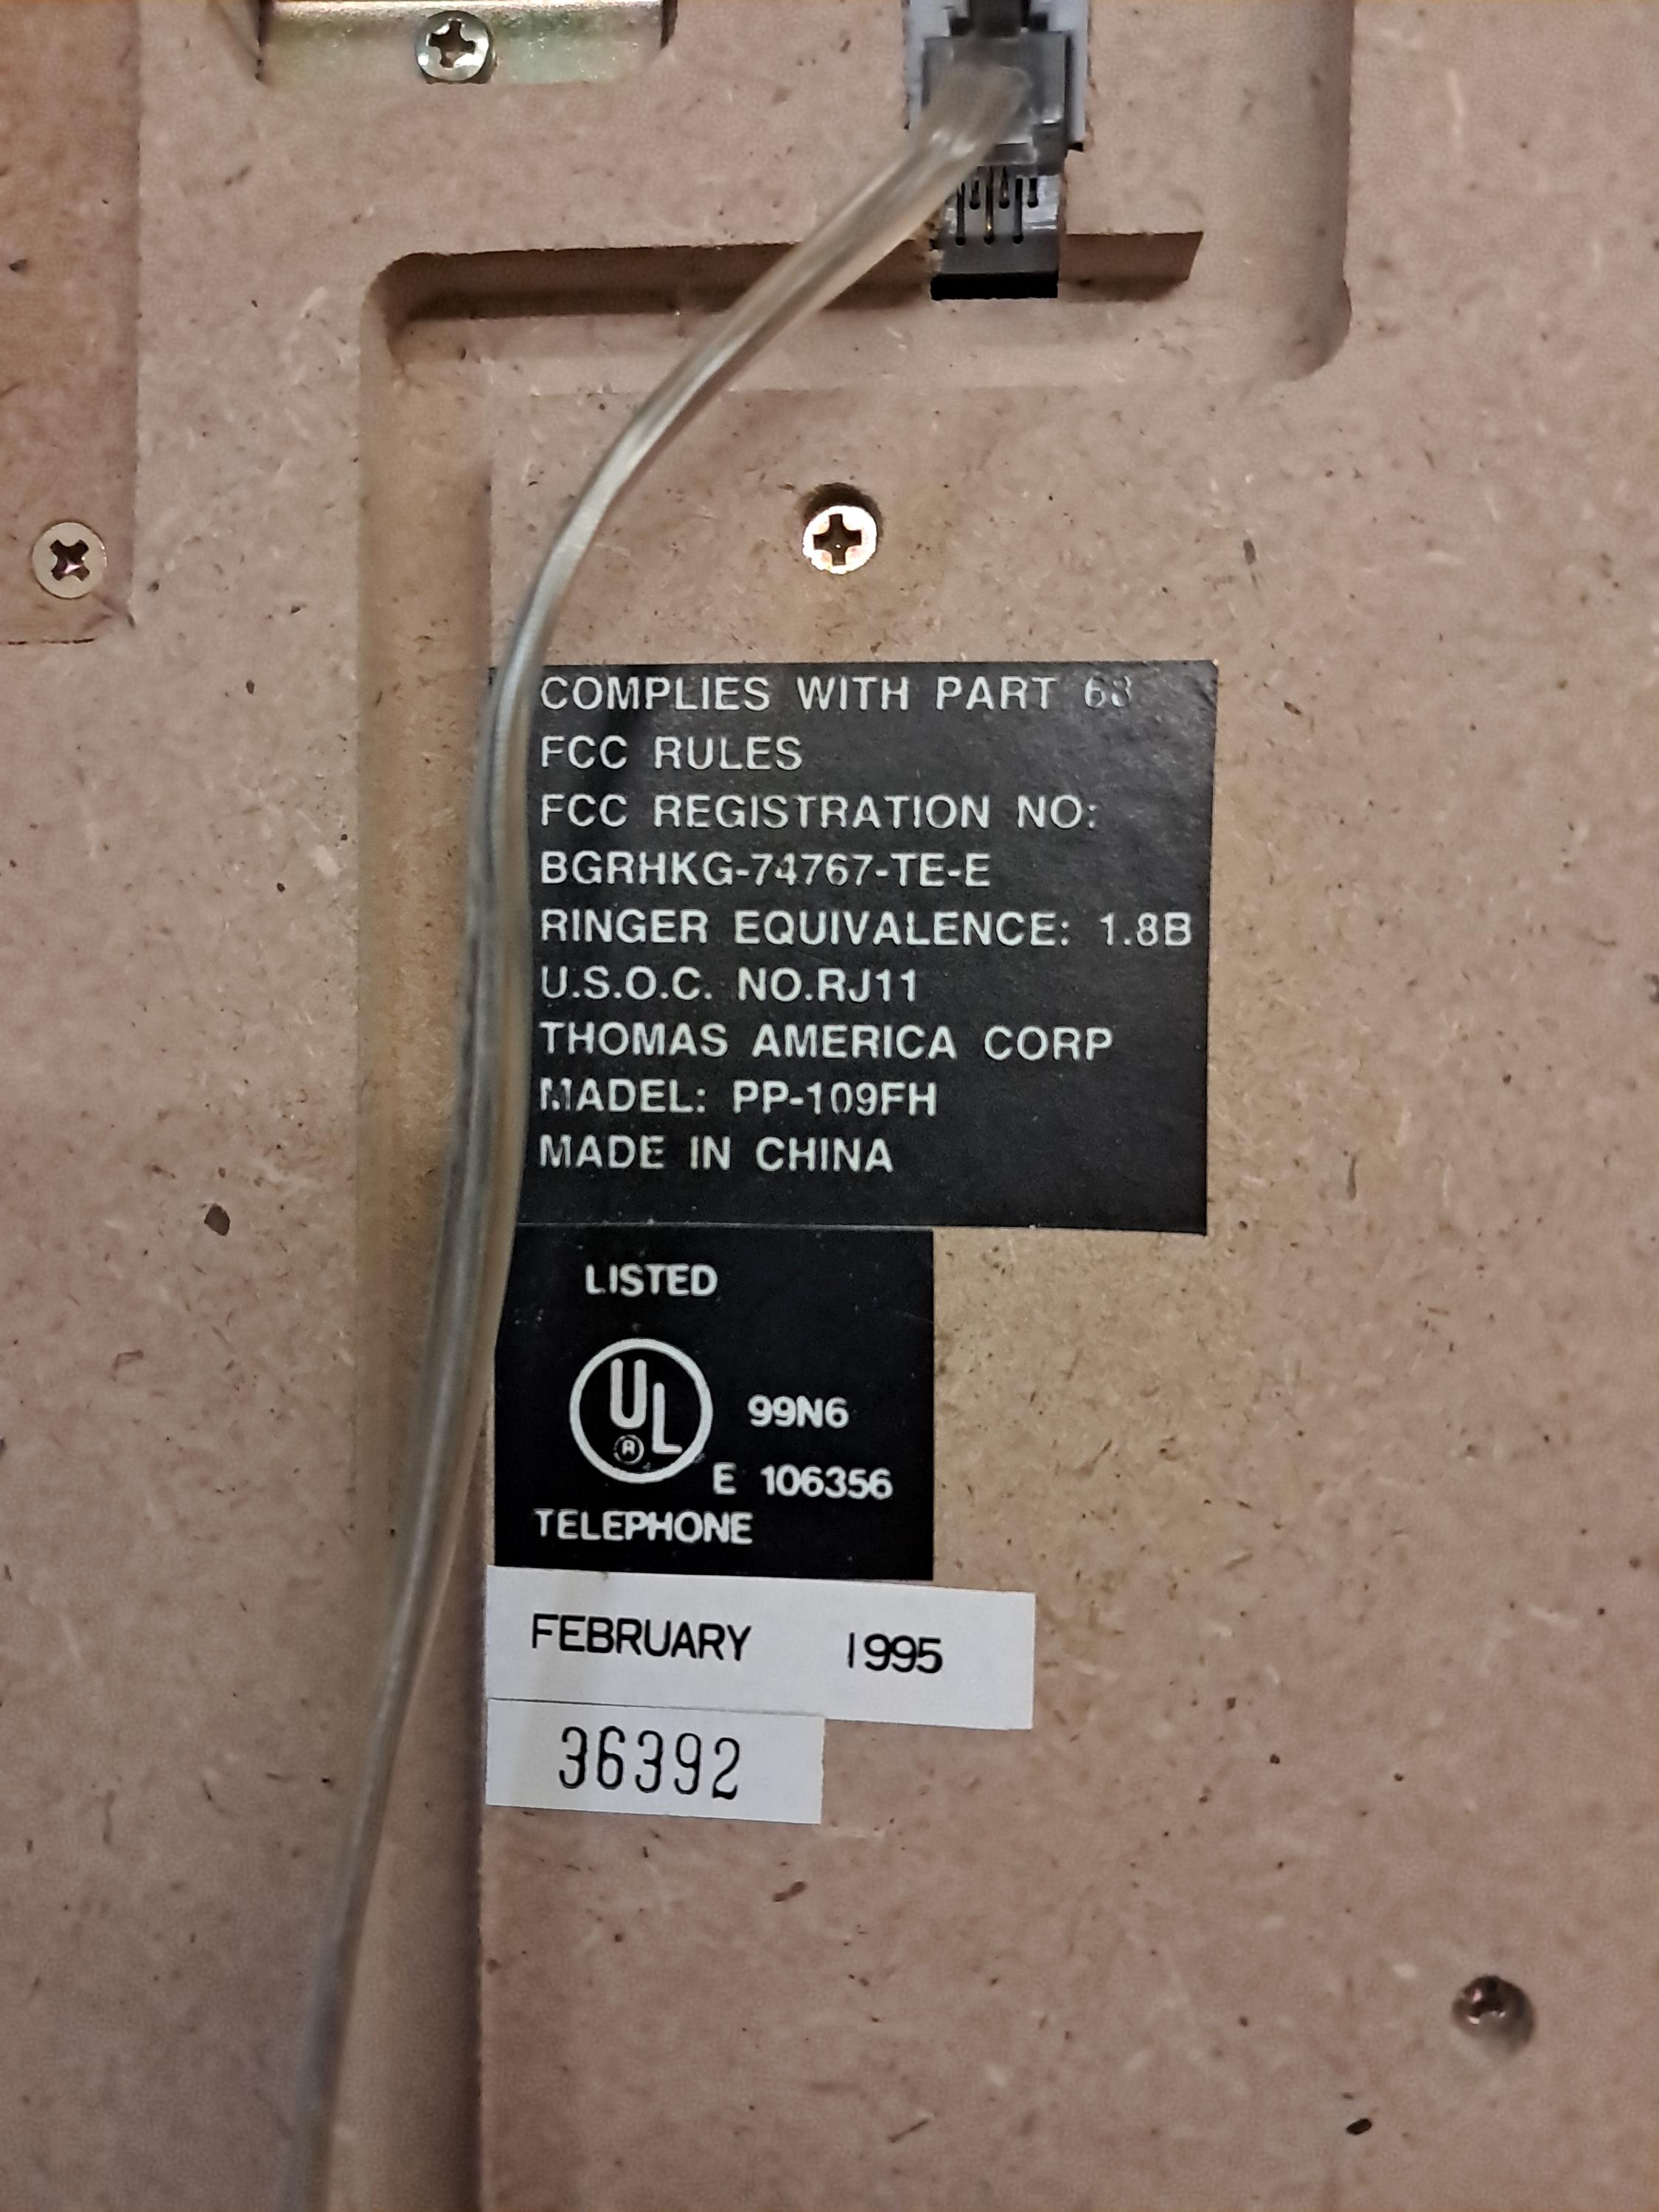 COMPLIES WITH PART 68
FCC RULES
FCC REGISTRATION NO:
BGRHKG-74767-TE-E
RINGER EQUIVALENCE: 1.8B
U.S.O.C. NO.RJ11
THOMAS AMERICA CORP
MADEL: PP-109FH
MADE IN CHINA
LISTED
UL
®
99N6
E 106356
TELEPHONE
FEBRUARY 1995
36392